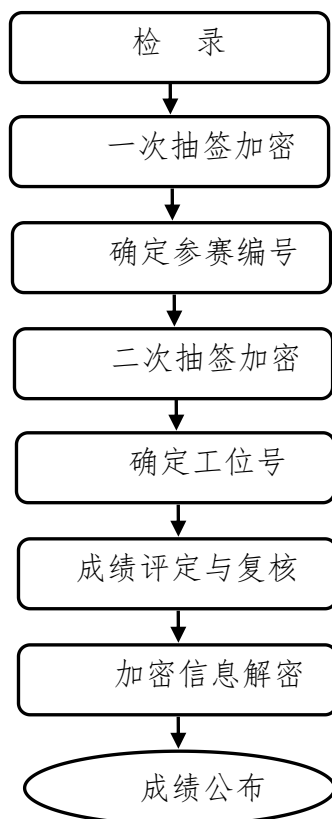 检 录
一次抽签加密
确定参赛编号
二次抽签加密
确定工位号
成绩评定与复核
加密信息解密
成绩公布